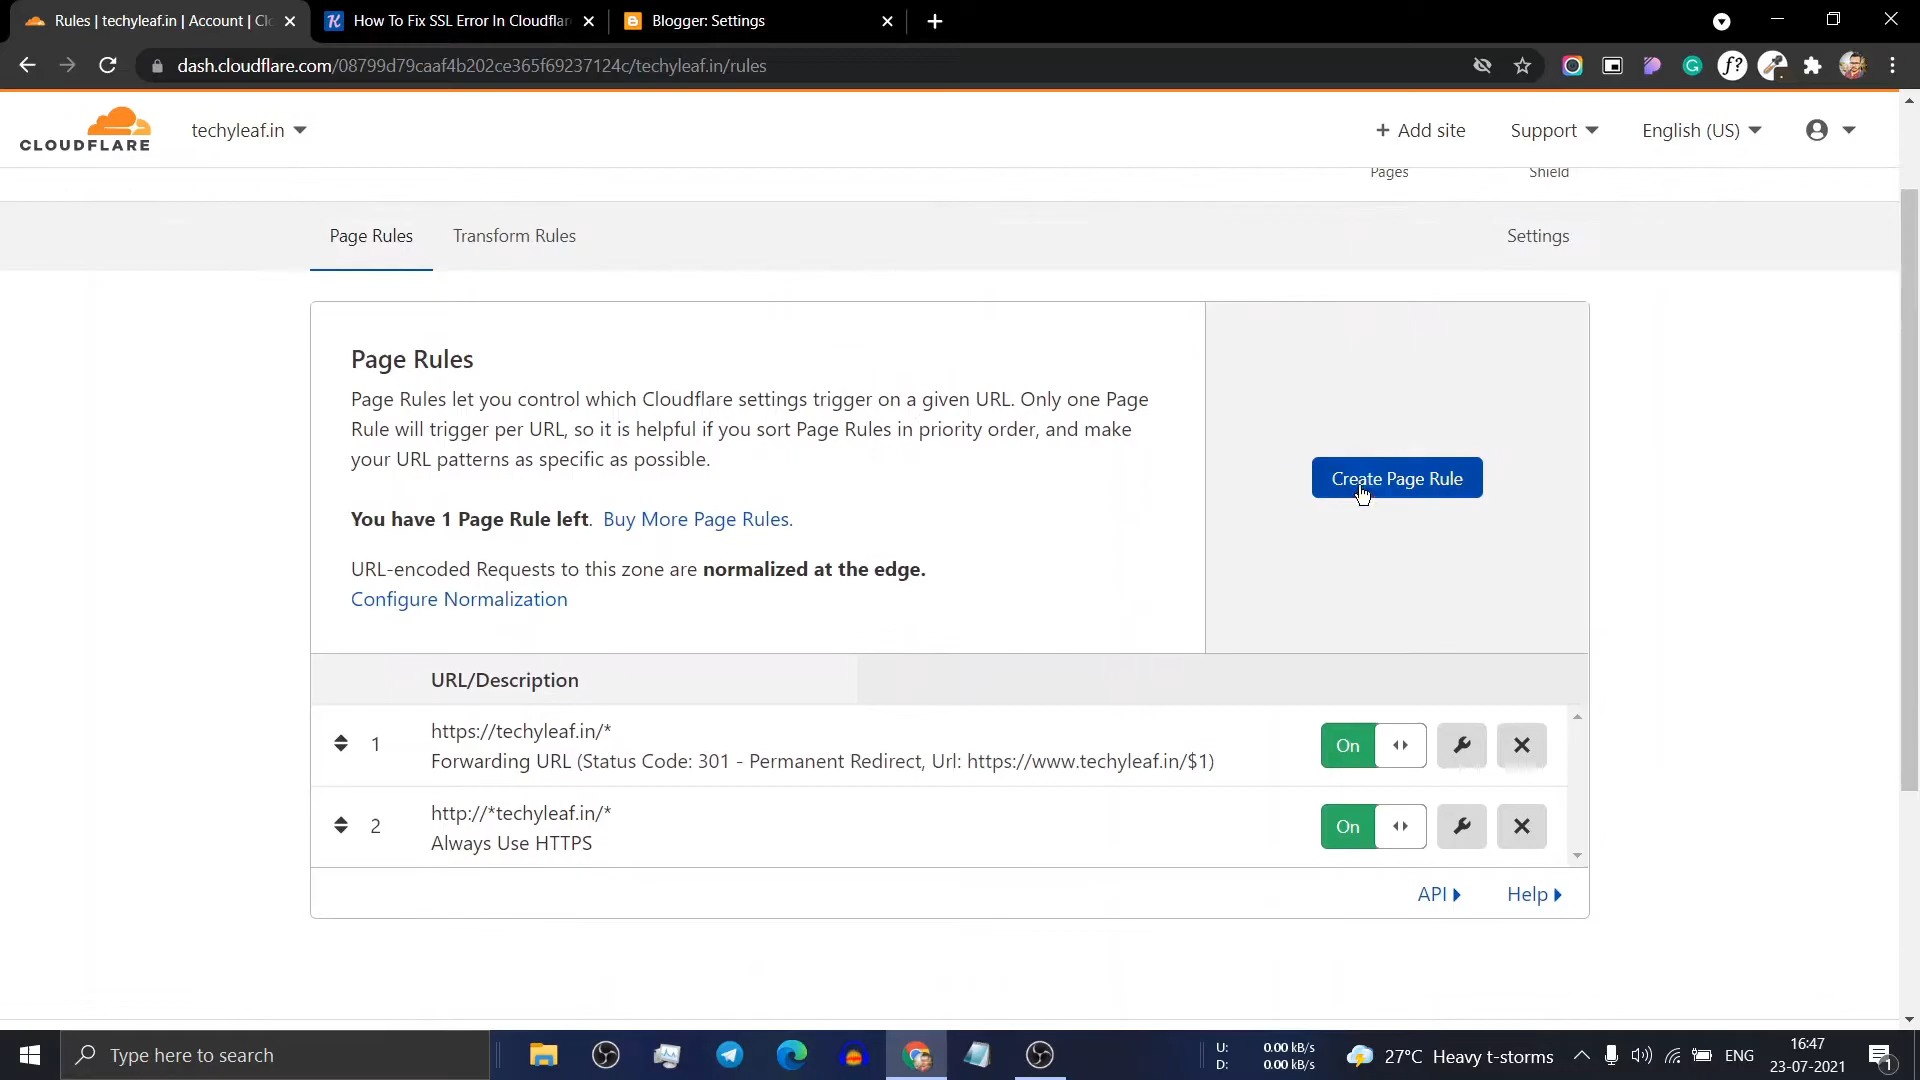 Rules | techyleaf.in | Account | Clo
How To Fix SSL Error In Cloudflar
Blogger: Settings
dash.cloudflare.com/08799d79caaf4b202ce365f69237124c/techyleaf.in/rules
CLOUDFLARE
techyleaf.in
Add site
Support
English (US)
Pages
Shield
Page Rules
Transform Rules
Settings
Page Rules
Page Rules let you control which Cloudflare settings trigger on a given URL. Only one Page
Rule will trigger per URL, so it is helpful if you sort Page Rules in priority order, and make
your URL patterns as specific as possible.
Create Page Rule
You have 1 Page Rule left. Buy More Page Rules.
URL-encoded Requests to this zone are normalized at the edge.
Configure Normalization
URL/Description
1
https://techyleaf.in/*
Forwarding URL (Status Code: 301 - Permanent Redirect, Url: https://www.techyleaf.in/$1)
On
2
http://*techyleaf.in/*
Always Use HTTPS
On
API
Help
Type here to search
U: 0.00 kB/s
D: 0.00 kB/s
27°C Heavy t-storms
ENG
16:47
23-07-2021
1